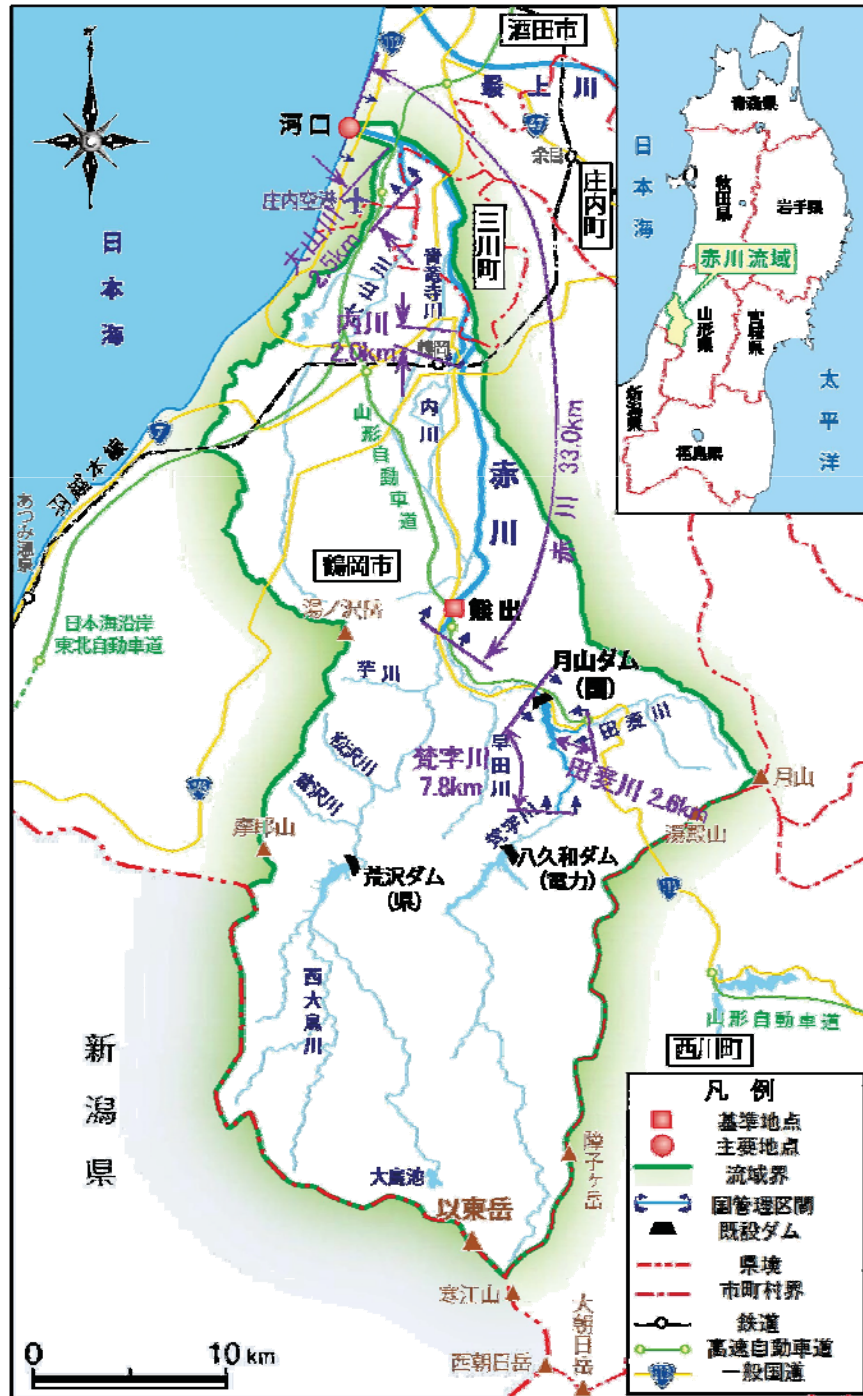 酒田市
最上川
河口
余目
庄内町
庄内空港
大山川
2.5km
三川町
青竜寺川
大山川
日本海
内川
2.0km
鶴岡
内川
山形自動車道
赤川
赤川 33.0km
7
羽越本線
あつみ温泉
鶴岡市
熊出
湯ノ沢岳
日本海沿岸
東北自動車道
月山ダム
(国)
芋川
田麦川
早田川
梵字川
7.8km
田麦川 2.6km
月山
湯殿山
梵字川
摩耶山
荒沢ダム
(県)
八久和ダム
(電力)
西大鳥川
山形自動車道
西川町
新潟県
大鳥池
障子ヶ岳
以東岳
寒江山
大朝日岳
西朝日岳
0 10 km
青森県
日本海
秋田県
岩手県
赤川流域
山形県
宮城県
新潟県
福島県
太平洋
凡例
基準地点
主要地点
流域界
国管理区間
既設ダム
県境
市町村界
鉄道
高速自動車道
一般国道